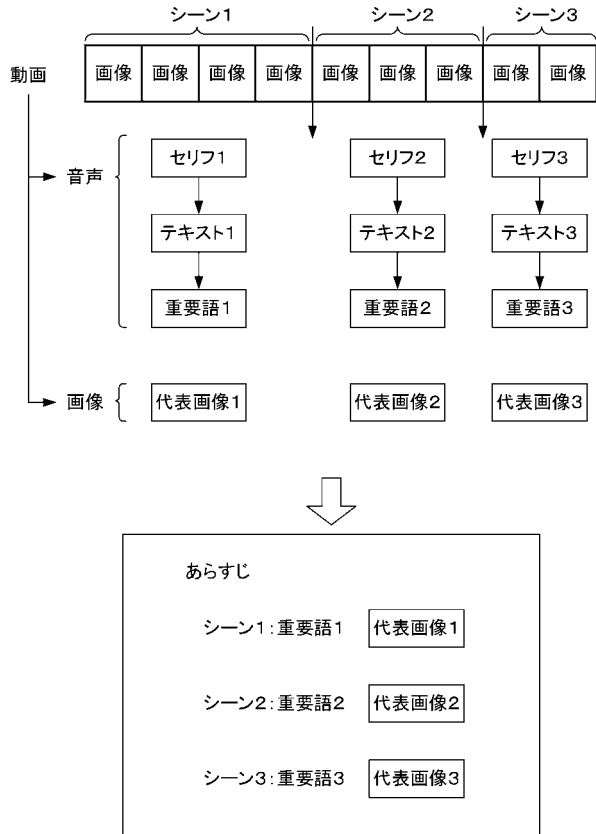 シーン1 シーン2 シーン3
動画 画像 画像 画像 画像 画像 画像 画像 画像 画像
音声 セリフ1 セリフ2 セリフ3
テキスト1 テキスト2 テキスト3
重要語1 重要語2 重要語3
画像 代表画像1 代表画像2 代表画像3
あらすじ
シーン1:重要語1 代表画像1
シーン2:重要語2 代表画像2
シーン3:重要語3 代表画像3